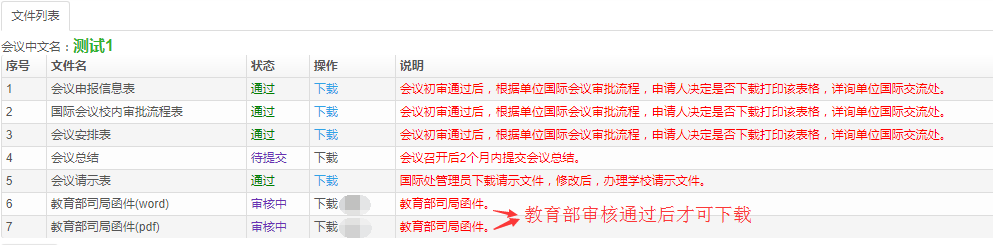 文件列表
会议中文名：测试1
序号 文件名 状态 操作 说明
1 会议申报信息表 通过 下载 会议初审通过后，根据单位国际会议审批流程，申请人决定是否下载打印该表格，详询单位国际交流处。
2 国际会议校内审批流程表 通过 下载 会议初审通过后，根据单位国际会议审批流程，申请人决定是否下载打印该表格，详询单位国际交流处。
3 会议安排表 通过 下载 会议初审通过后，根据单位国际会议审批流程，申请人决定是否下载打印该表格，详询单位国际交流处。
4 会议总结 待提交 下载 会议召开后2个月内提交会议总结。
5 会议请示表 通过 下载 国际处管理员下载请示文件，修改后，办理学校请示文件。
6 教育部司局函件(word) 审核中 下载 教育部司局函件。
教育部审核通过后才可下载
7 教育部司局函件(pdf) 审核中 下载 教育部司局函件。